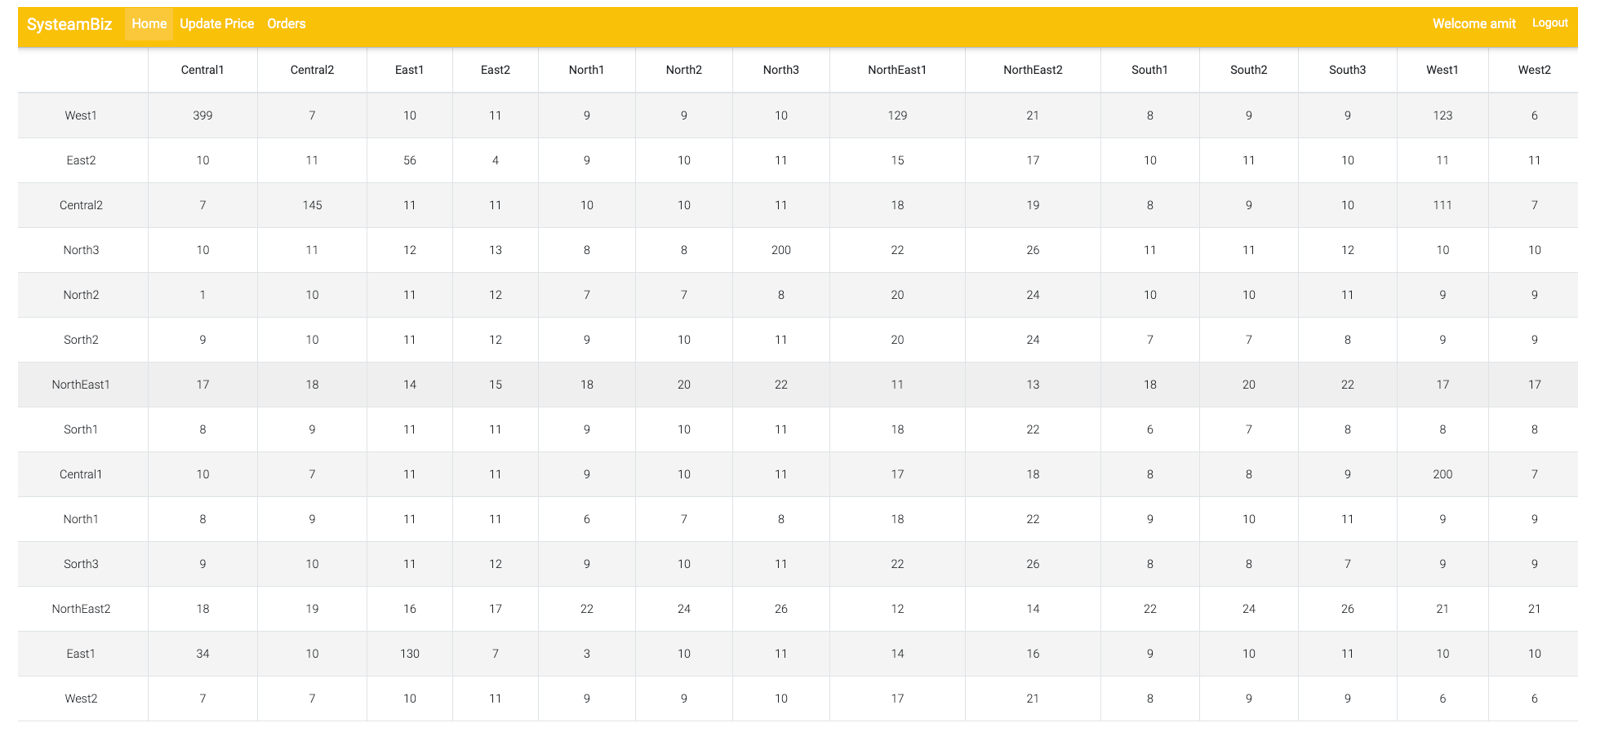 SysteamBiz Home Update Price Orders Welcome amit Logout
Central1 Central2 East1 East2 North1 North2 North3 NorthEast1 NorthEast2 South1 South2 South3 West1 West2
West1 399 7 10 11 9 9 10 129 21 8 9 9 123 6
East2 10 11 56 4 9 10 11 15 17 10 11 10 11 11
Central2 7 145 11 11 10 10 11 18 19 8 9 10 111 7
North3 10 11 12 13 8 8 200 22 26 11 11 12 10 10
North2 1 10 11 12 7 7 8 20 24 10 10 11 9 9
Sorth2 9 10 11 12 9 10 11 20 24 7 7 8 9 9
NorthEast1 17 18 14 15 18 20 22 11 13 18 20 22 17 17
Sorth1 8 9 11 11 9 10 11 18 22 6 7 8 8 8
Central1 10 7 11 11 9 10 11 17 18 8 8 9 200 7
North1 8 9 11 11 6 7 8 18 22 9 10 11 9 9
Sorth3 9 10 11 12 9 10 11 22 26 8 8 7 9 9
NorthEast2 18 19 16 17 22 24 26 12 14 22 24 26 21 21
East1 34 10 130 7 3 10 11 14 16 9 10 11 10 10
West2 7 7 10 11 9 9 10 17 21 8 9 9 6 6